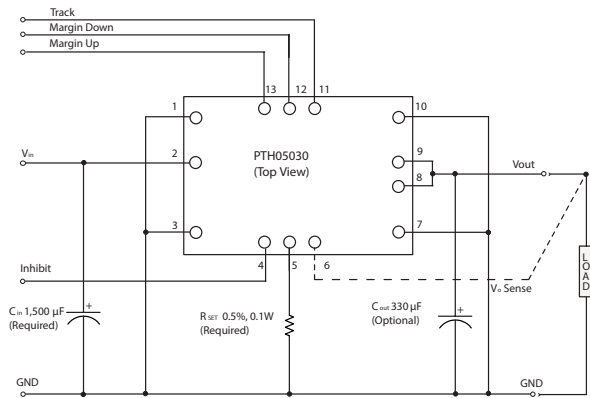 Track
Margin Down
Margin Up
13 12 11
1
10
Vin
2
PTH05030
(Top View)
9
8
Vout
3
7
Inhibit
4 5 6
Vo Sense
LOAD
Cin 1,500 µF
(Required)
+
RSET 0.5%, 0.1W
(Required)
Cout 330 µF
(Optional)
+
GND
GND